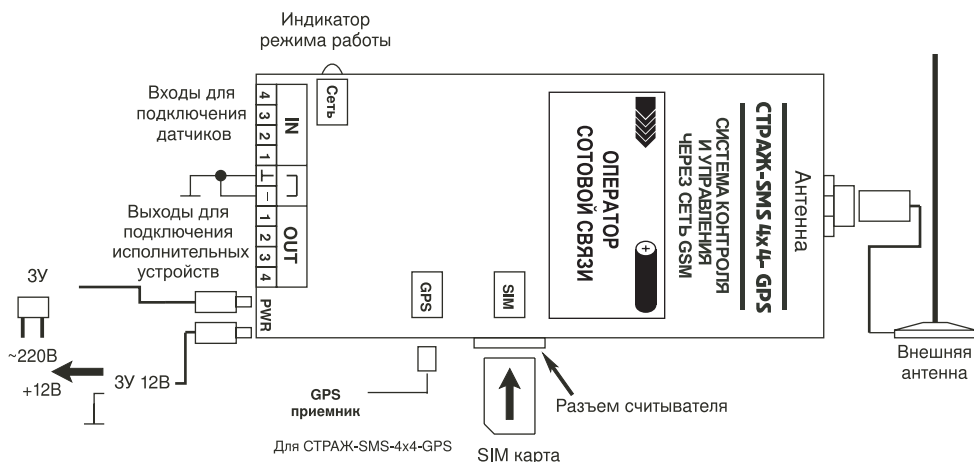 Индикатор
режима работы
Входы для
подключения
датчиков
4
3
2
1
IN
Сеть
⊥
–
Выходы для
подключения
исполнительных
устройств
1
2
3
4
OUT
PWR
ЗУ
~220В
+12В
ЗУ 12В
GPS
SIM
ОПЕРАТОР
СОТОВОЙ СВЯЗИ
+
СИСТЕМА КОНТРОЛЯ
И УПРАВЛЕНИЯ
ЧЕРЕЗ СЕТЬ GSM
СТРАЖ-SMS 4x4- GPS
Антенна
Внешняя
антенна
GPS
приемник
Для СТРАЖ-SMS-4x4-GPS
Разъем считывателя
SIM карта